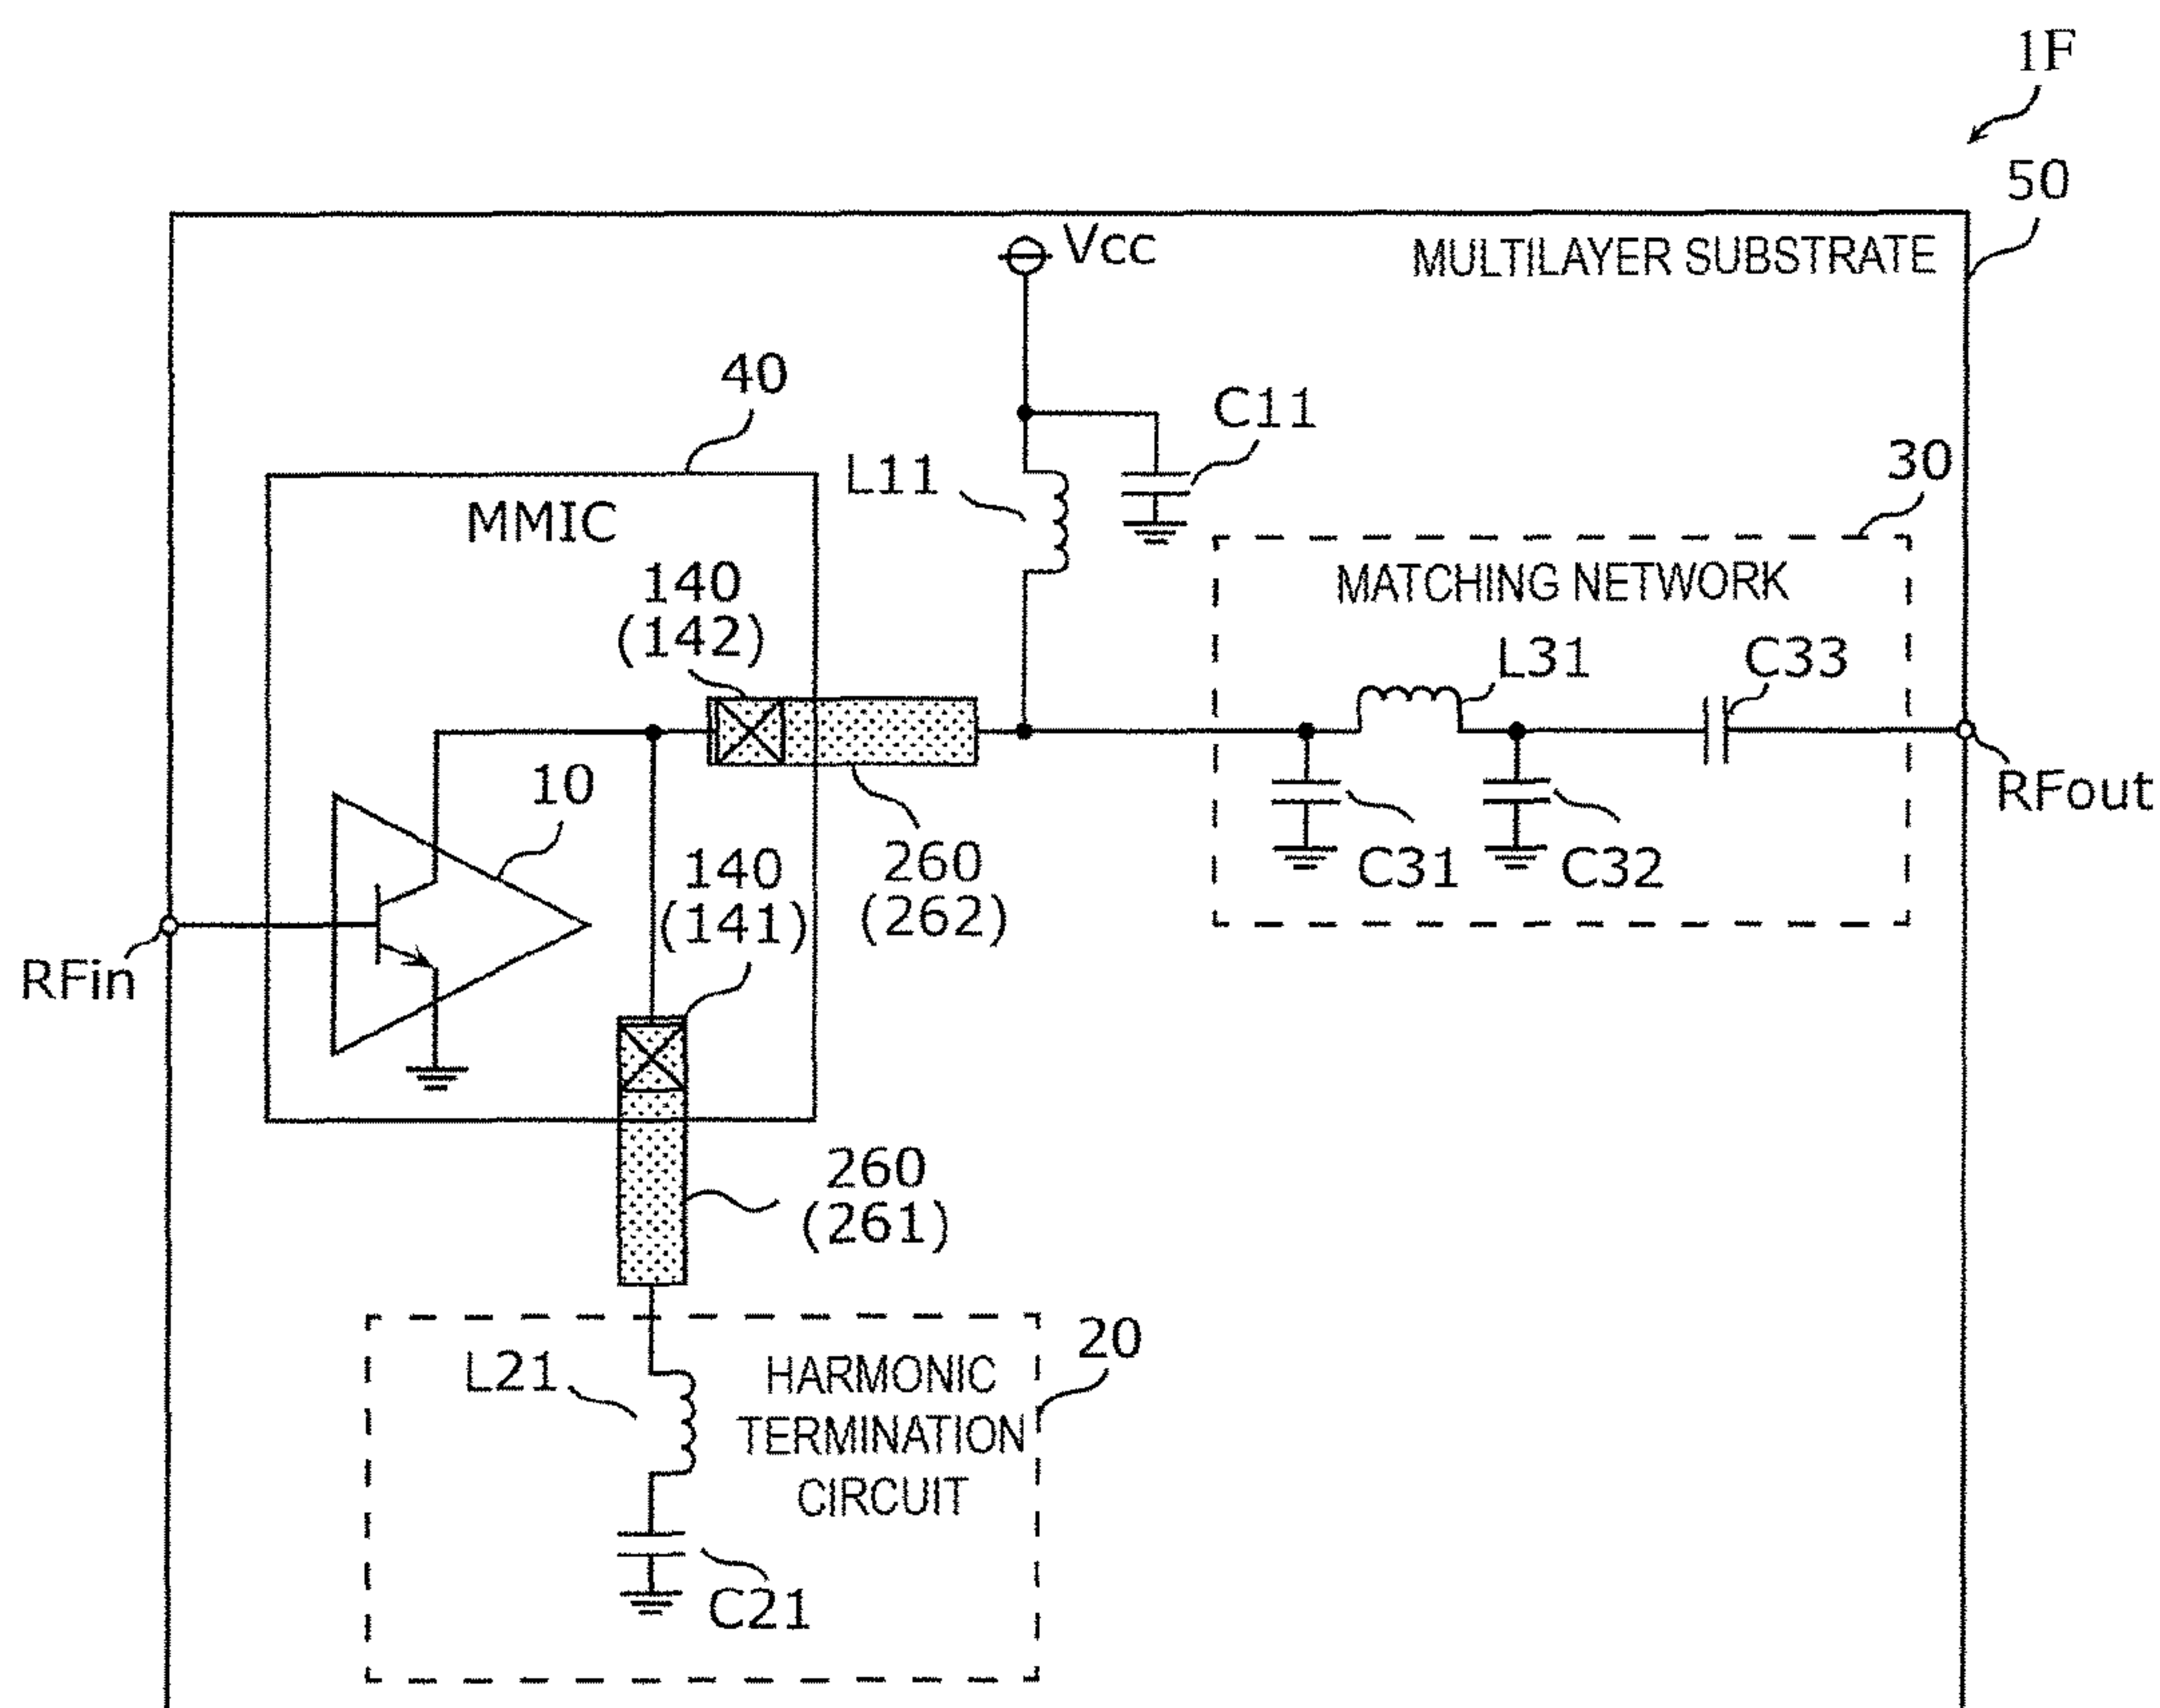 1F
50
Vcc
MULTILAYER SUBSTRATE
40
C11
L11
30
MMIC
140
(142)
MATCHING NETWORK
L31
C33
10
RFout
260
(262)
C31
C32
140
(141)
RFin
260
(261)
20
L21
HARMONIC
TERMINATION
CIRCUIT
C21